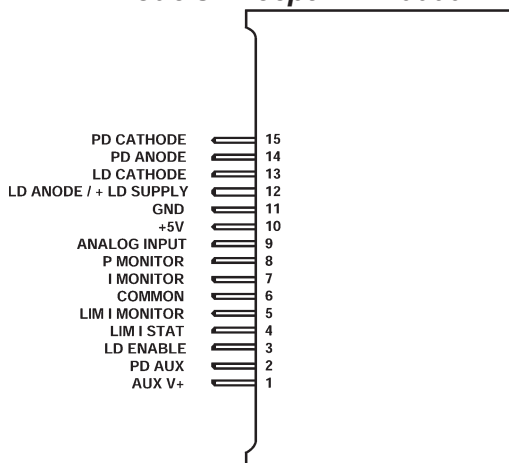 PD CATHODE 15
PD ANODE 14
LD CATHODE 13
LD ANODE / + LD SUPPLY 12
GND 11
+5V 10
ANALOG INPUT 9
P MONITOR 8
I MONITOR 7
COMMON 6
LIM I MONITOR 5
LIM I STAT 4
LD ENABLE 3
PD AUX 2
AUX V+ 1